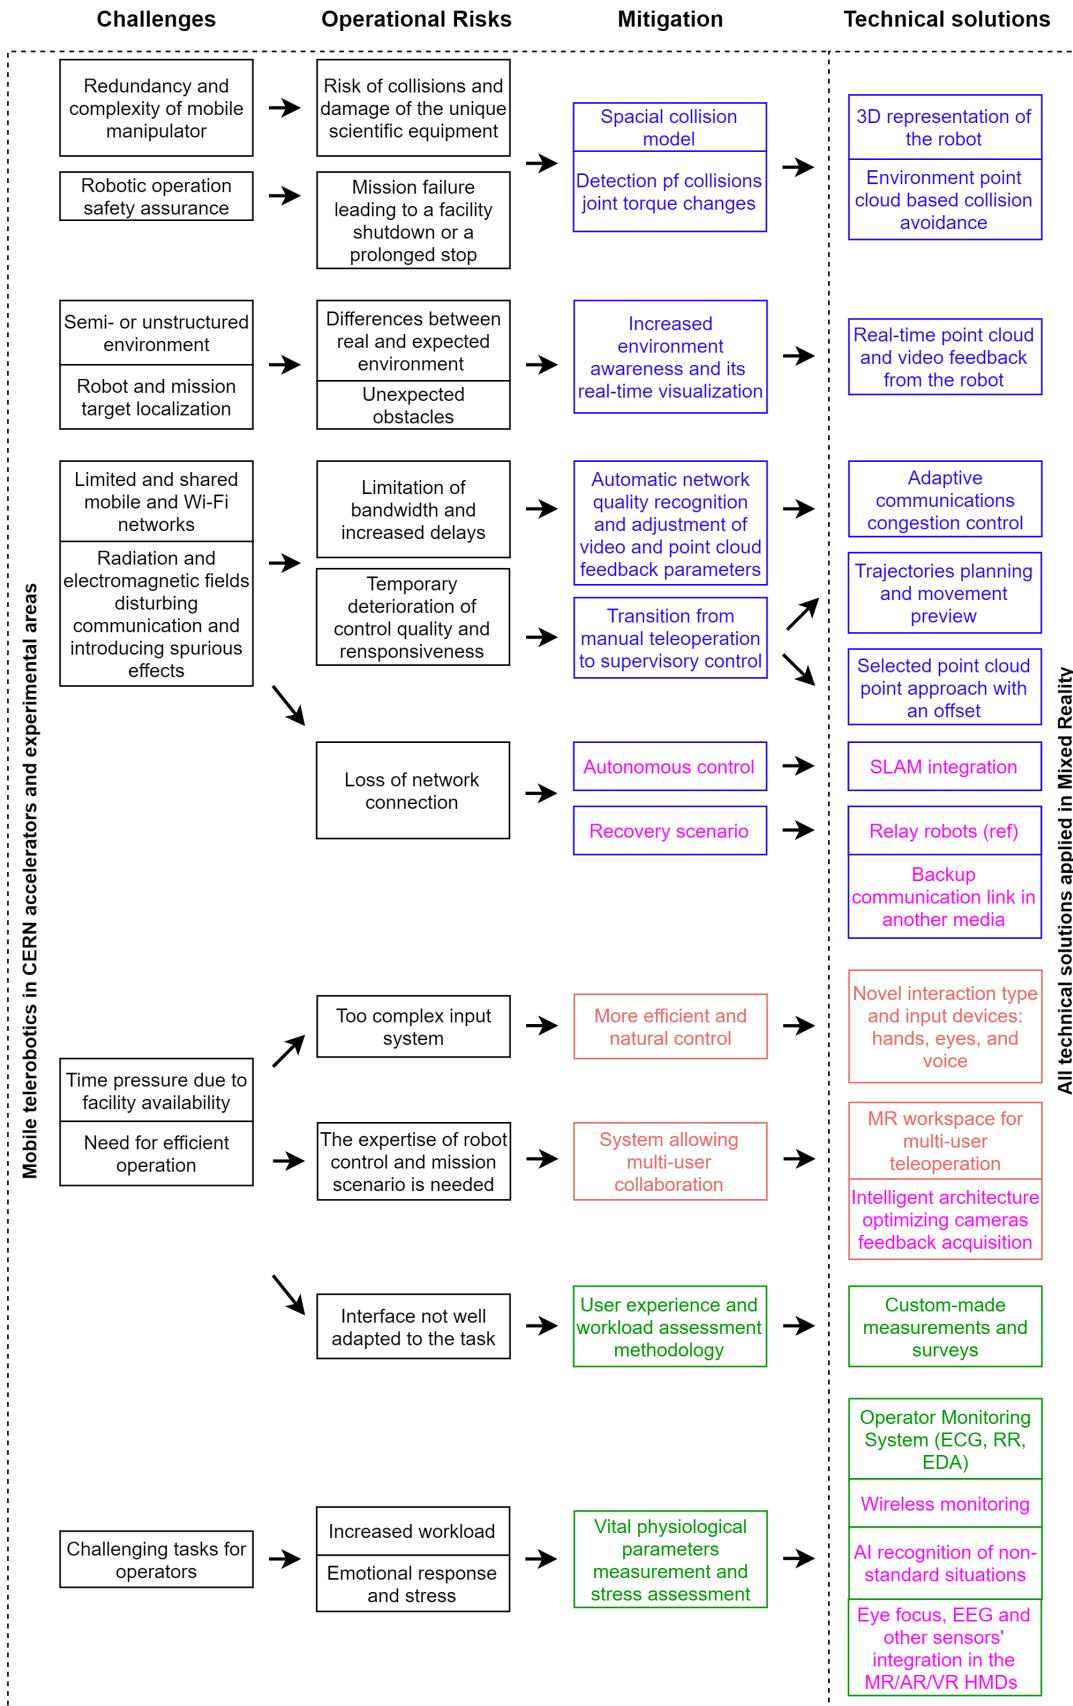 Challenges
Operational Risks
Mitigation
Technical solutions
Mobile telerobotics in CERN accelerators and experimental areas
All technical solutions applied in Mixed Reality
Redundancy and
complexity of mobile
manipulator
Risk of collisions and
damage of the unique
scientific equipment
Robotic operation
safety assurance
Mission failure
leading to a facility
shutdown or a
prolonged stop
Spacial collision
model
Detection pf collisions
joint torque changes
3D representation of
the robot
Environment point
cloud based collision
avoidance
Semi- or unstructured
environment
Robot and mission
target localization
Differences between
real and expected
environment
Unexpected
obstacles
Increased
environment
awareness and its
real-time visualization
Real-time point cloud
and video feedback
from the robot
Limited and shared
mobile and Wi-Fi
networks
Radiation and
electromagnetic fields
disturbing
communication and
introducing spurious
effects
Limitation of
bandwidth and
increased delays
Temporary
deterioration of
control quality and
rensponsiveness
Automatic network
quality recognition
and adjustment of
video and point cloud
feedback parameters
Transition from
manual teleoperation
to supervisory control
Adaptive
communications
congestion control
Trajectories planning
and movement
preview
Selected point cloud
point approach with
an offset
Loss of network
connection
Autonomous control
SLAM integration
Recovery scenario
Relay robots (ref)
Backup
communication link in
another media
Time pressure due to
facility availability
Need for efficient
operation
Too complex input
system
More efficient and
natural control
Novel interaction type
and input devices:
hands, eyes, and
voice
The expertise of robot
control and mission
scenario is needed
System allowing
multi-user
collaboration
MR workspace for
multi-user
teleoperation
Intelligent architecture
optimizing cameras
feedback acquisition
Interface not well
adapted to the task
User experience and
workload assessment
methodology
Custom-made
measurements and
surveys
Challenging tasks for
operators
Increased workload
Emotional response
and stress
Vital physiological
parameters
measurement and
stress assessment
Operator Monitoring
System (ECG, RR,
EDA)
Wireless monitoring
AI recognition of non-
standard situations
Eye focus, EEG and
other sensors'
integration in the
MR/AR/VR HMDs